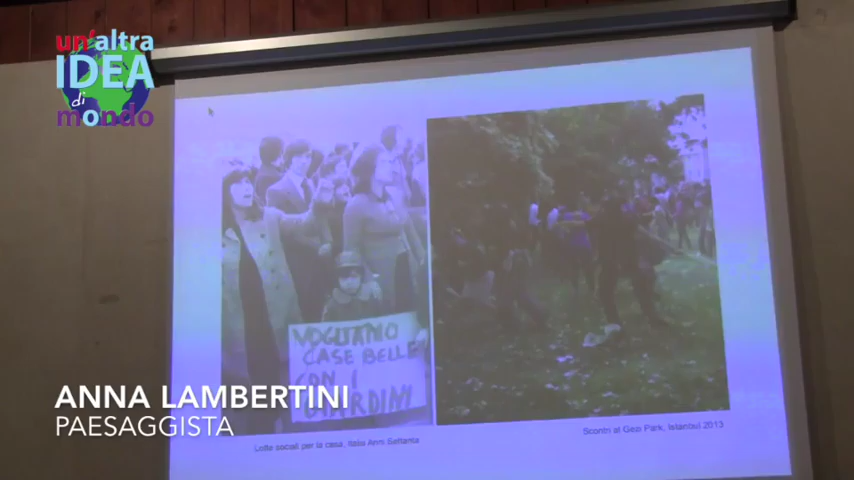 un'altra
IDEA
di
mondo
VOGLIAMO
CASE BELLE
CON I
GIARDINI
Lotte sociali per la casa, Italia Anni Settanta
Scontri al Gezi Park, Istanbul 2013
ANNA LAMBERTINI
PAESAGGISTA